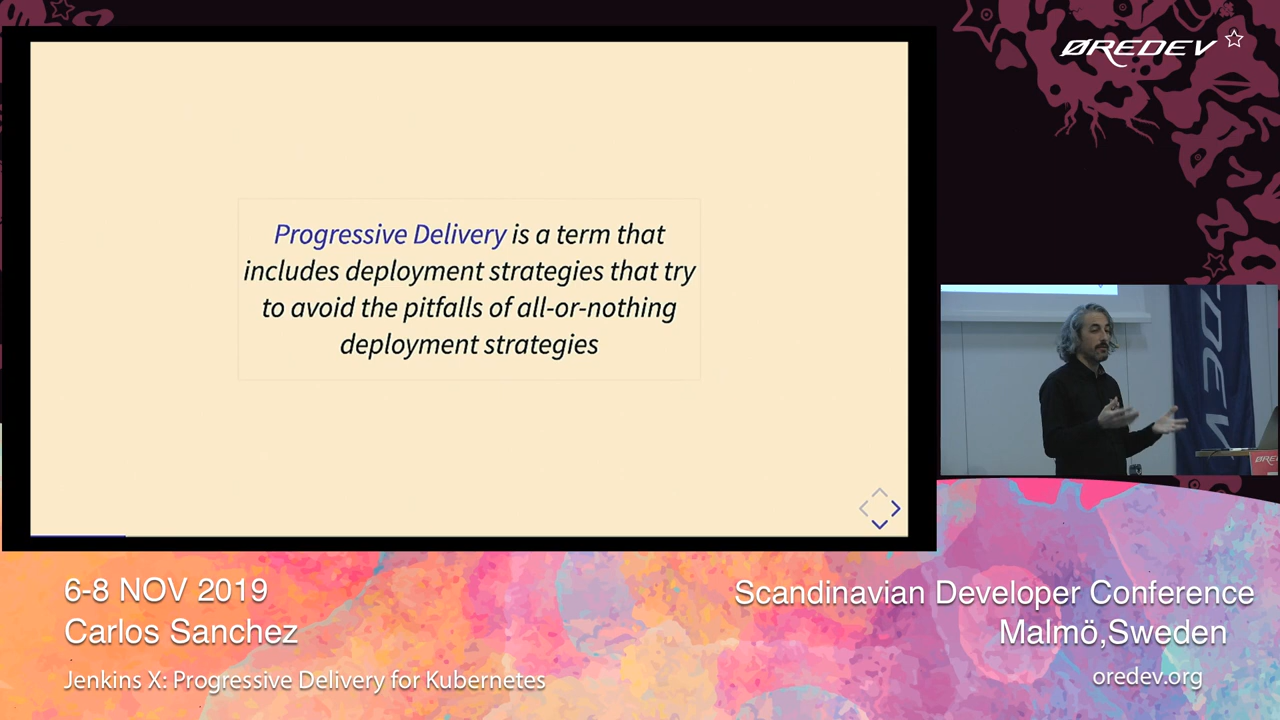 ØREDEV
Progressive Delivery is a term that
includes deployment strategies that try
to avoid the pitfalls of all-or-nothing
deployment strategies
6-8 NOV 2019
Carlos Sanchez
Jenkins X: Progressive Delivery for Kubernetes
Scandinavian Developer Conference
Malmö,Sweden
oredev.org